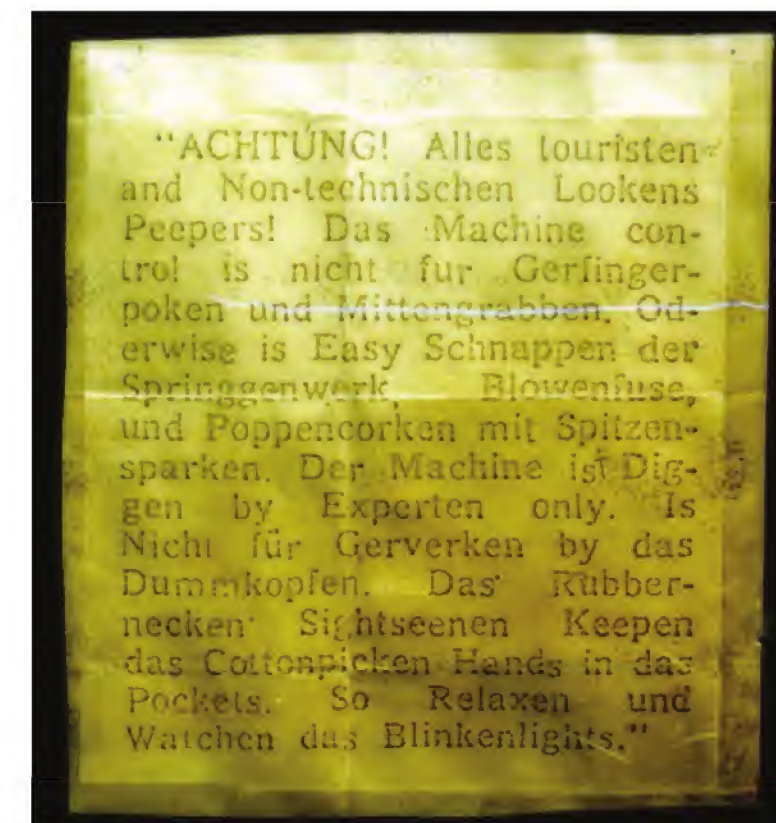 "ACHTÚNG! Alles touristen
and Non-technischen Lookens
Peepers! Das Machine con-
trol is nicht fur Gerfinger-
poken und Mittengrabben. Od-
erwise is Easy Schnappen der
Springgenwerk, Blowenfuse,
und Poppencorken mit Spitzen-
sparken. Der Machine ist Dig-
gen by Experten only. Is
Nicht für Gerverken by das
Dummkopfen. Das Rubber-
necken Sightseenen Keepen
das Cottonpicken Hands in das
Pockets. So Relaxen und
Watchen das Blinkenlights."